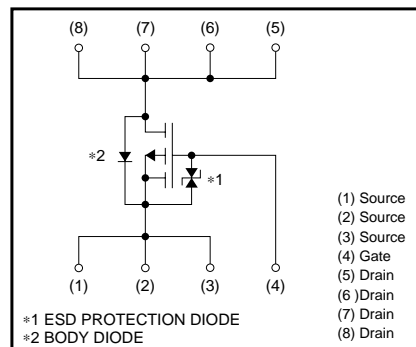 (8) (7) (6) (5)
∗2
∗1
(1) (2) (3) (4)
∗1 ESD PROTECTION DIODE
∗2 BODY DIODE
(1) Source
(2) Source
(3) Source
(4) Gate
(5) Drain
(6 )Drain
(7) Drain
(8) Drain